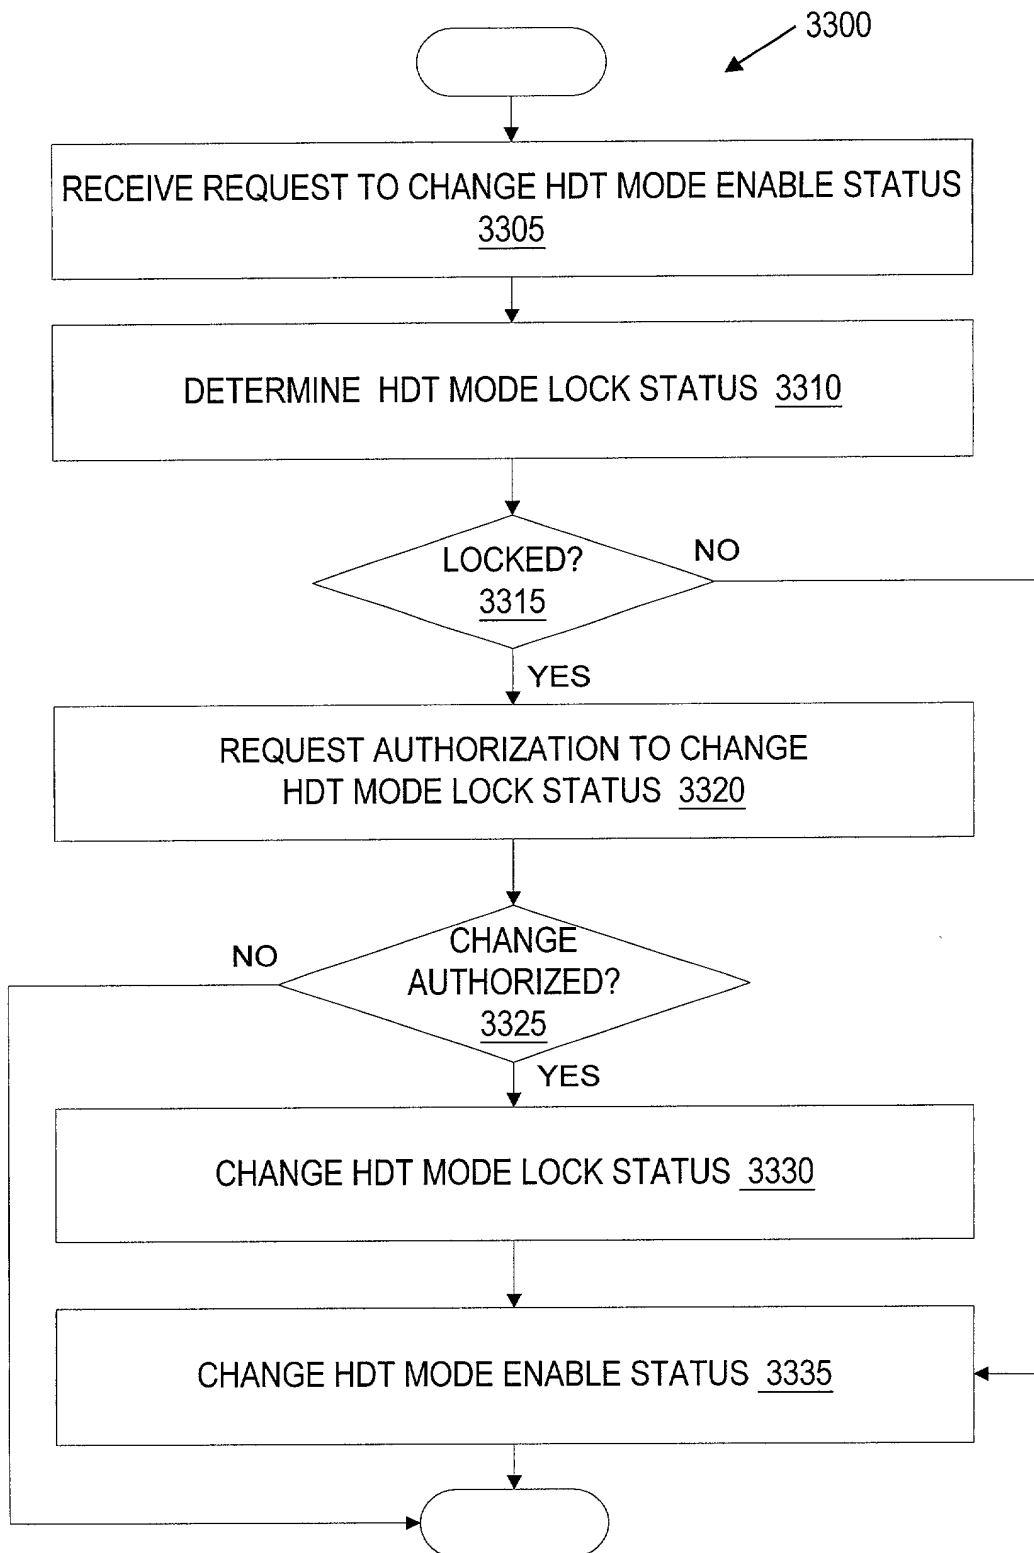 3300
RECEIVE REQUEST TO CHANGE HDT MODE ENABLE STATUS
3305
DETERMINE HDT MODE LOCK STATUS 3310
LOCKED?
3315
NO
YES
REQUEST AUTHORIZATION TO CHANGE
HDT MODE LOCK STATUS 3320
NO
CHANGE
AUTHORIZED?
3325
YES
CHANGE HDT MODE LOCK STATUS 3330
CHANGE HDT MODE ENABLE STATUS 3335